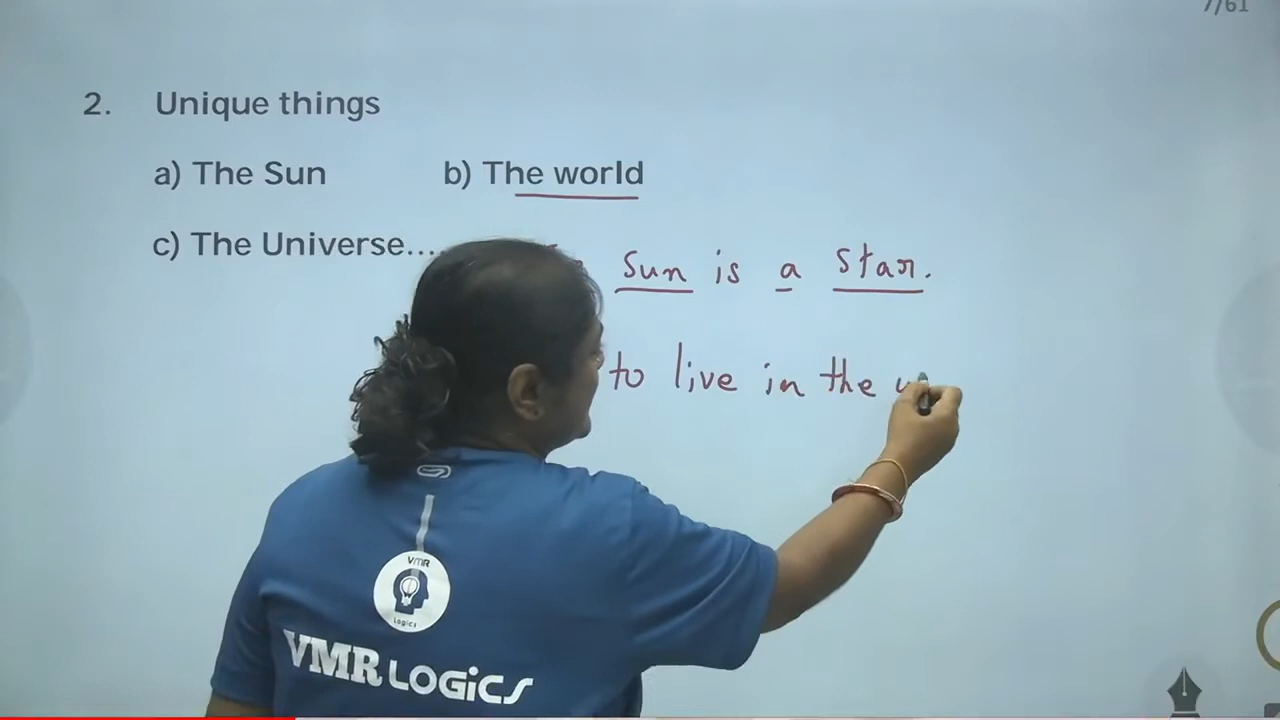 7/61
2. Unique things
a) The Sun b) The world
c) The Universe....
Sun is a star.
to live in the
VMR
Logics
VMR LOGiCS